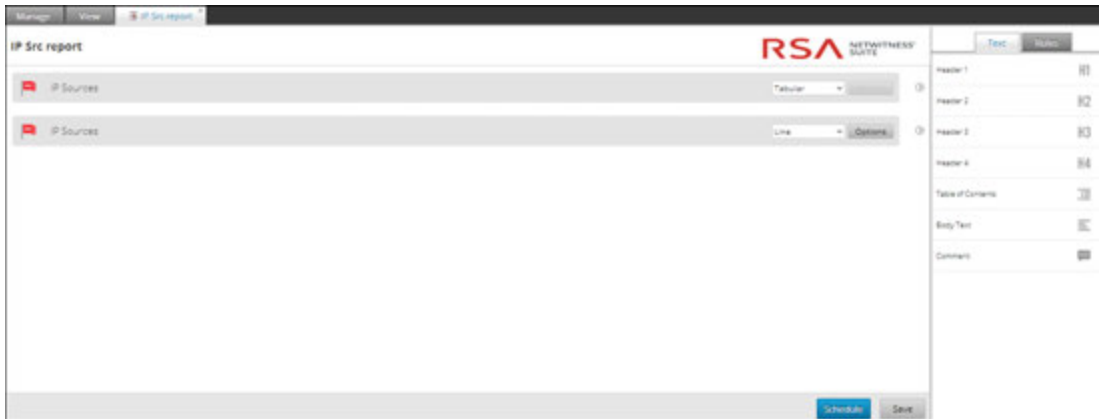 Manage View IP Src report
IP Src report
RSA NETWITNESS® SUITE
Text Rules
IP Sources Tabular
IP Sources Line Options
Header 1 H1
Header 2 H2
Header 3 H3
Header 4 H4
Table of Contents
Body Text
Comment
Schedule Save